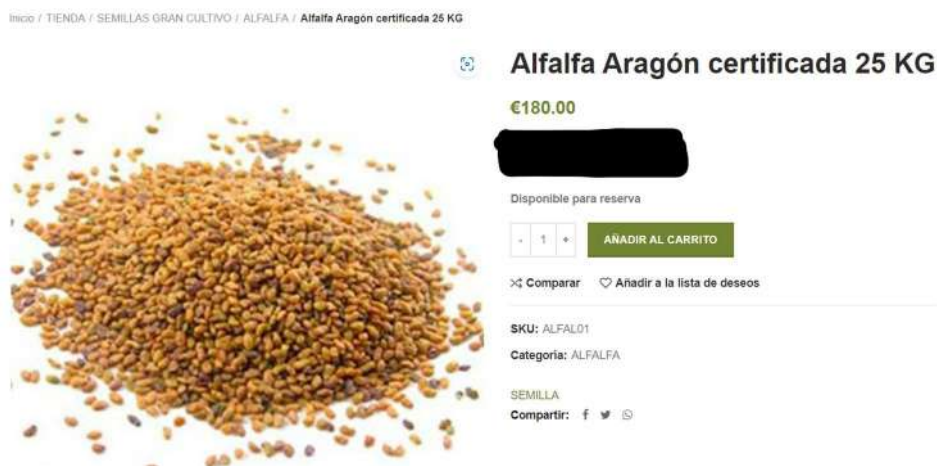 Inicio / TIENDA / SEMILLAS GRAN CULTIVO / ALFALFA / Alfalfa Aragón certificada 25 KG
Alfalfa Aragón certificada 25 KG
€180.00
Disponible para reserva
- 1 +
AÑADIR AL CARRITO
Comparar Añadir a la lista de deseos
SKU: ALFAL01
Categoría: ALFALFA
SEMILLA
Compartir: